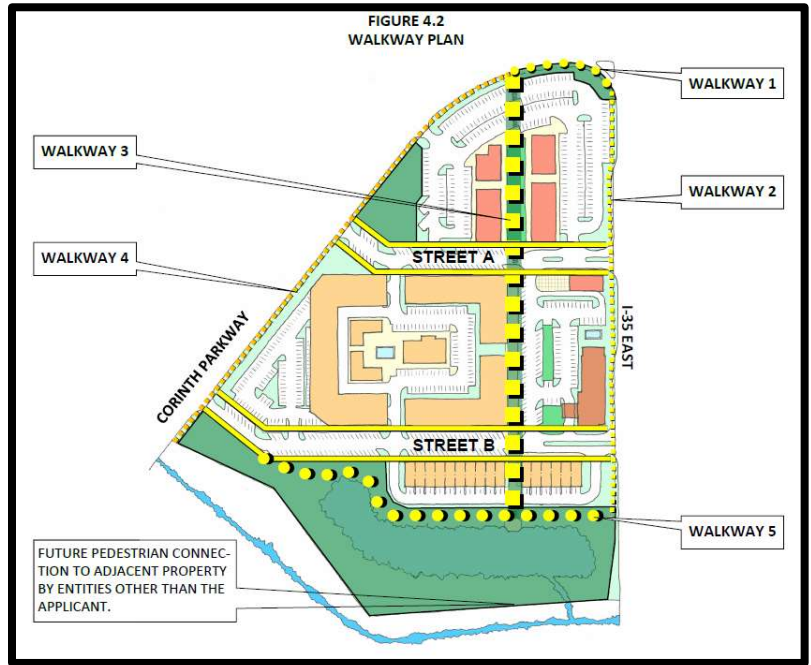 FIGURE 4.2
WALKWAY PLAN
WALKWAY 1
WALKWAY 3
WALKWAY 2
WALKWAY 4
STREET A
I-35 EAST
CORINTH PARKWAY
STREET B
WALKWAY 5
FUTURE PEDESTRIAN CONNEC-
TION TO ADJACENT PROPERTY
BY ENTITIES OTHER THAN THE
APPLICANT.